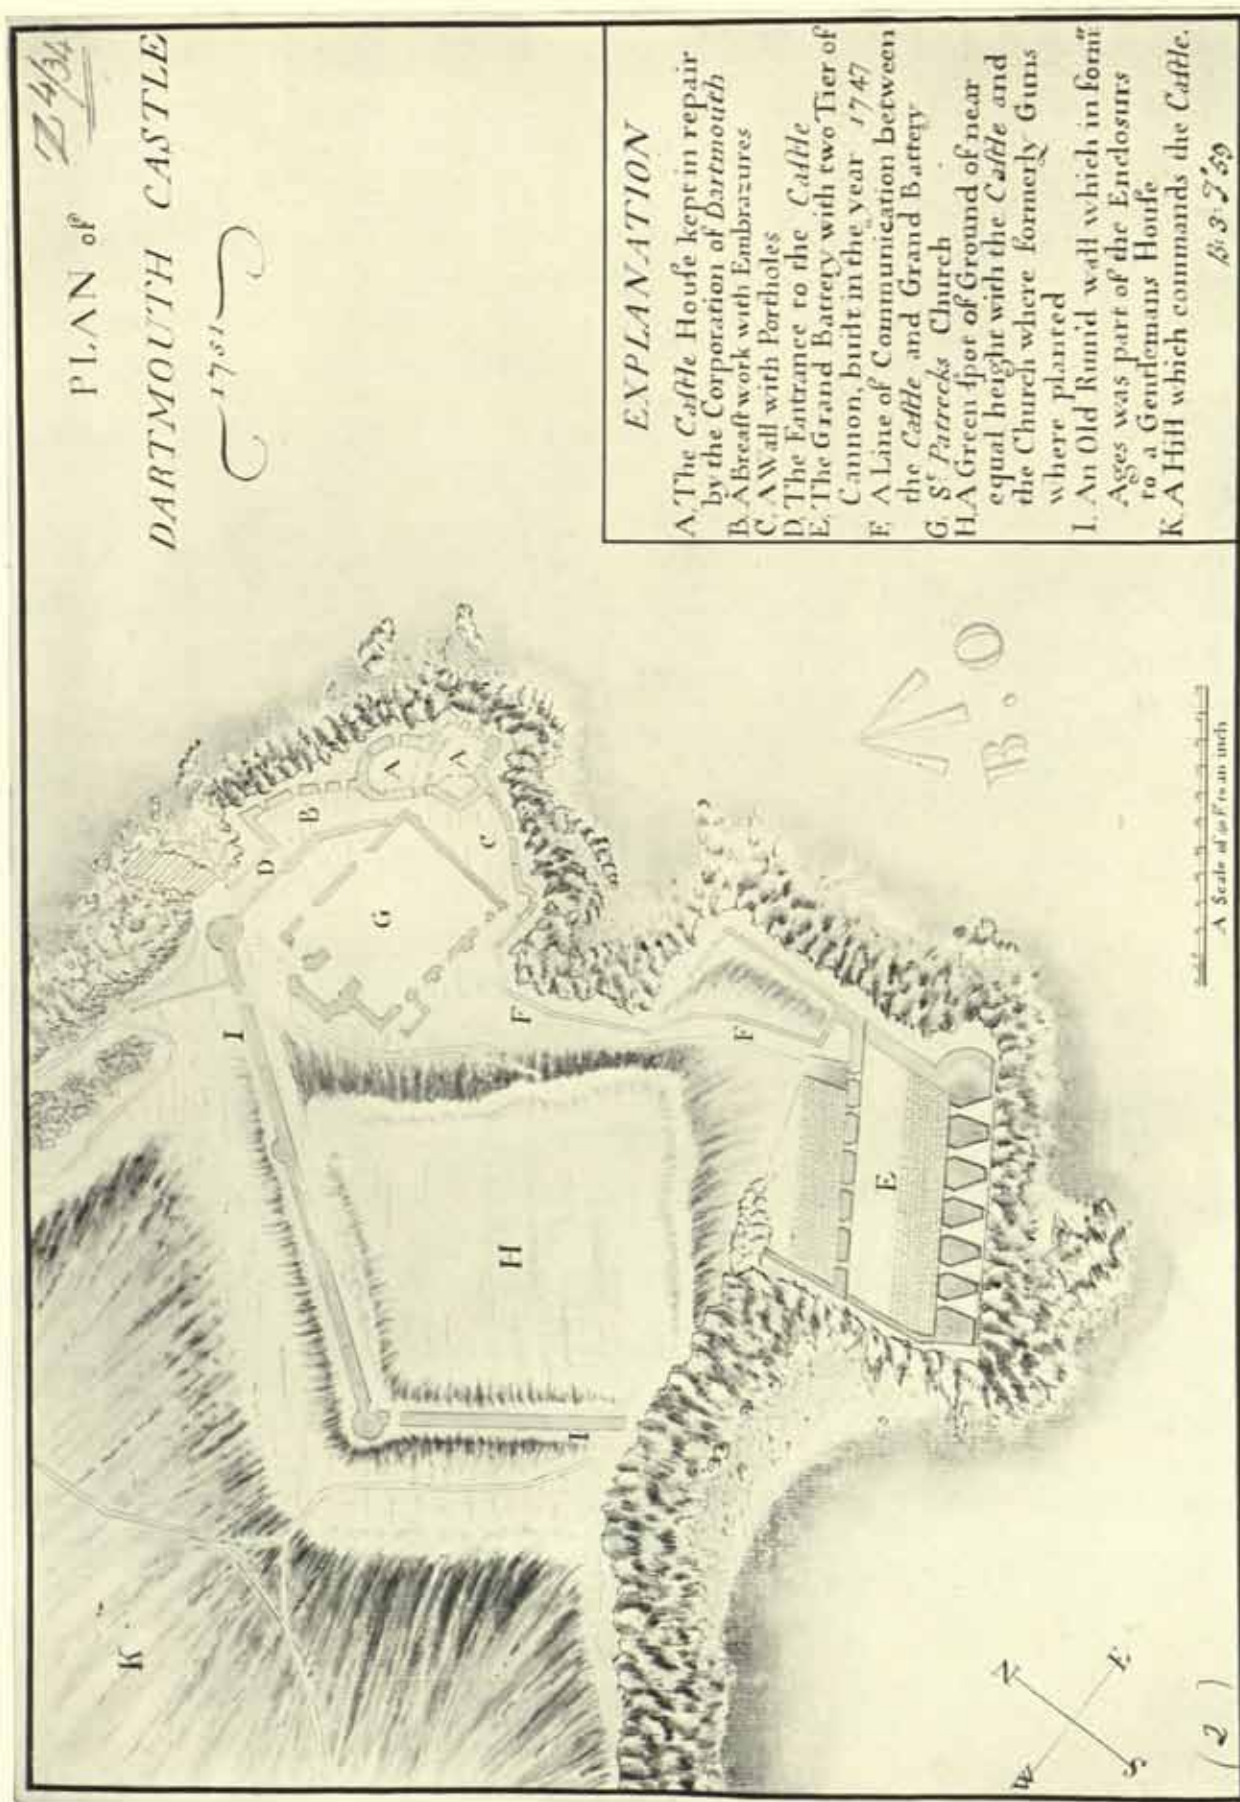 Z 4/34
PLAN of
DARTMOUTH CASTLE
1751
EXPLANATION
A. The Caſtle Houſe kept in repair
by the Corporation of Dartmouth
B. A Breaſtwork with Embrazures
C. A Wall with Portholes
D. The Entrance to the Caſtle
E. The Grand Battery with two Tier of
Cannon, built in the year 1747
F. A Line of Communication between
the Caſtle and Grand Battery
G. Sᵗ Patrecks Church
H. A Green ſpot of Ground of near
equal height with the Caſtle and
the Church where formerly Guns
where planted
I. An Old Ruin'd wall which in form
Ages was part of the Enclosurs
to a Gentlemans Houſe
K. A Hill which commands the Caſtle.
K
I
D
B
A
A
G
C
F
H
F
E
I
B. O
N
E
W
S
A Scale of
an inch
(2)